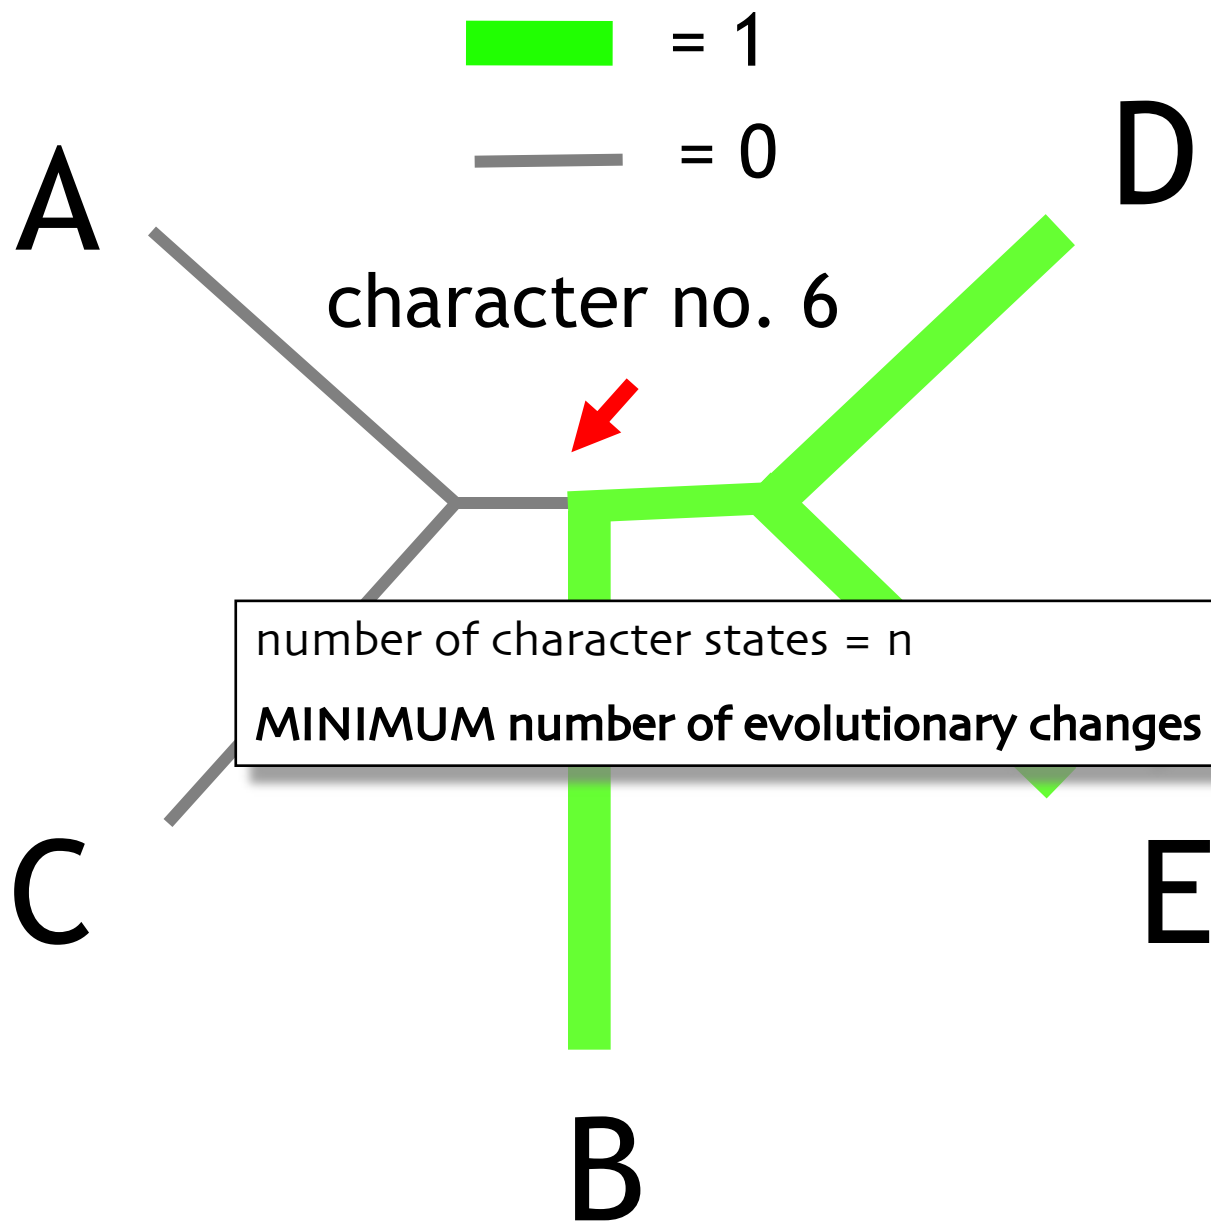 = 1
= 0
A
D
character no. 6
number of character states = n
MINIMUM number of evolutionary changes
C
E
B